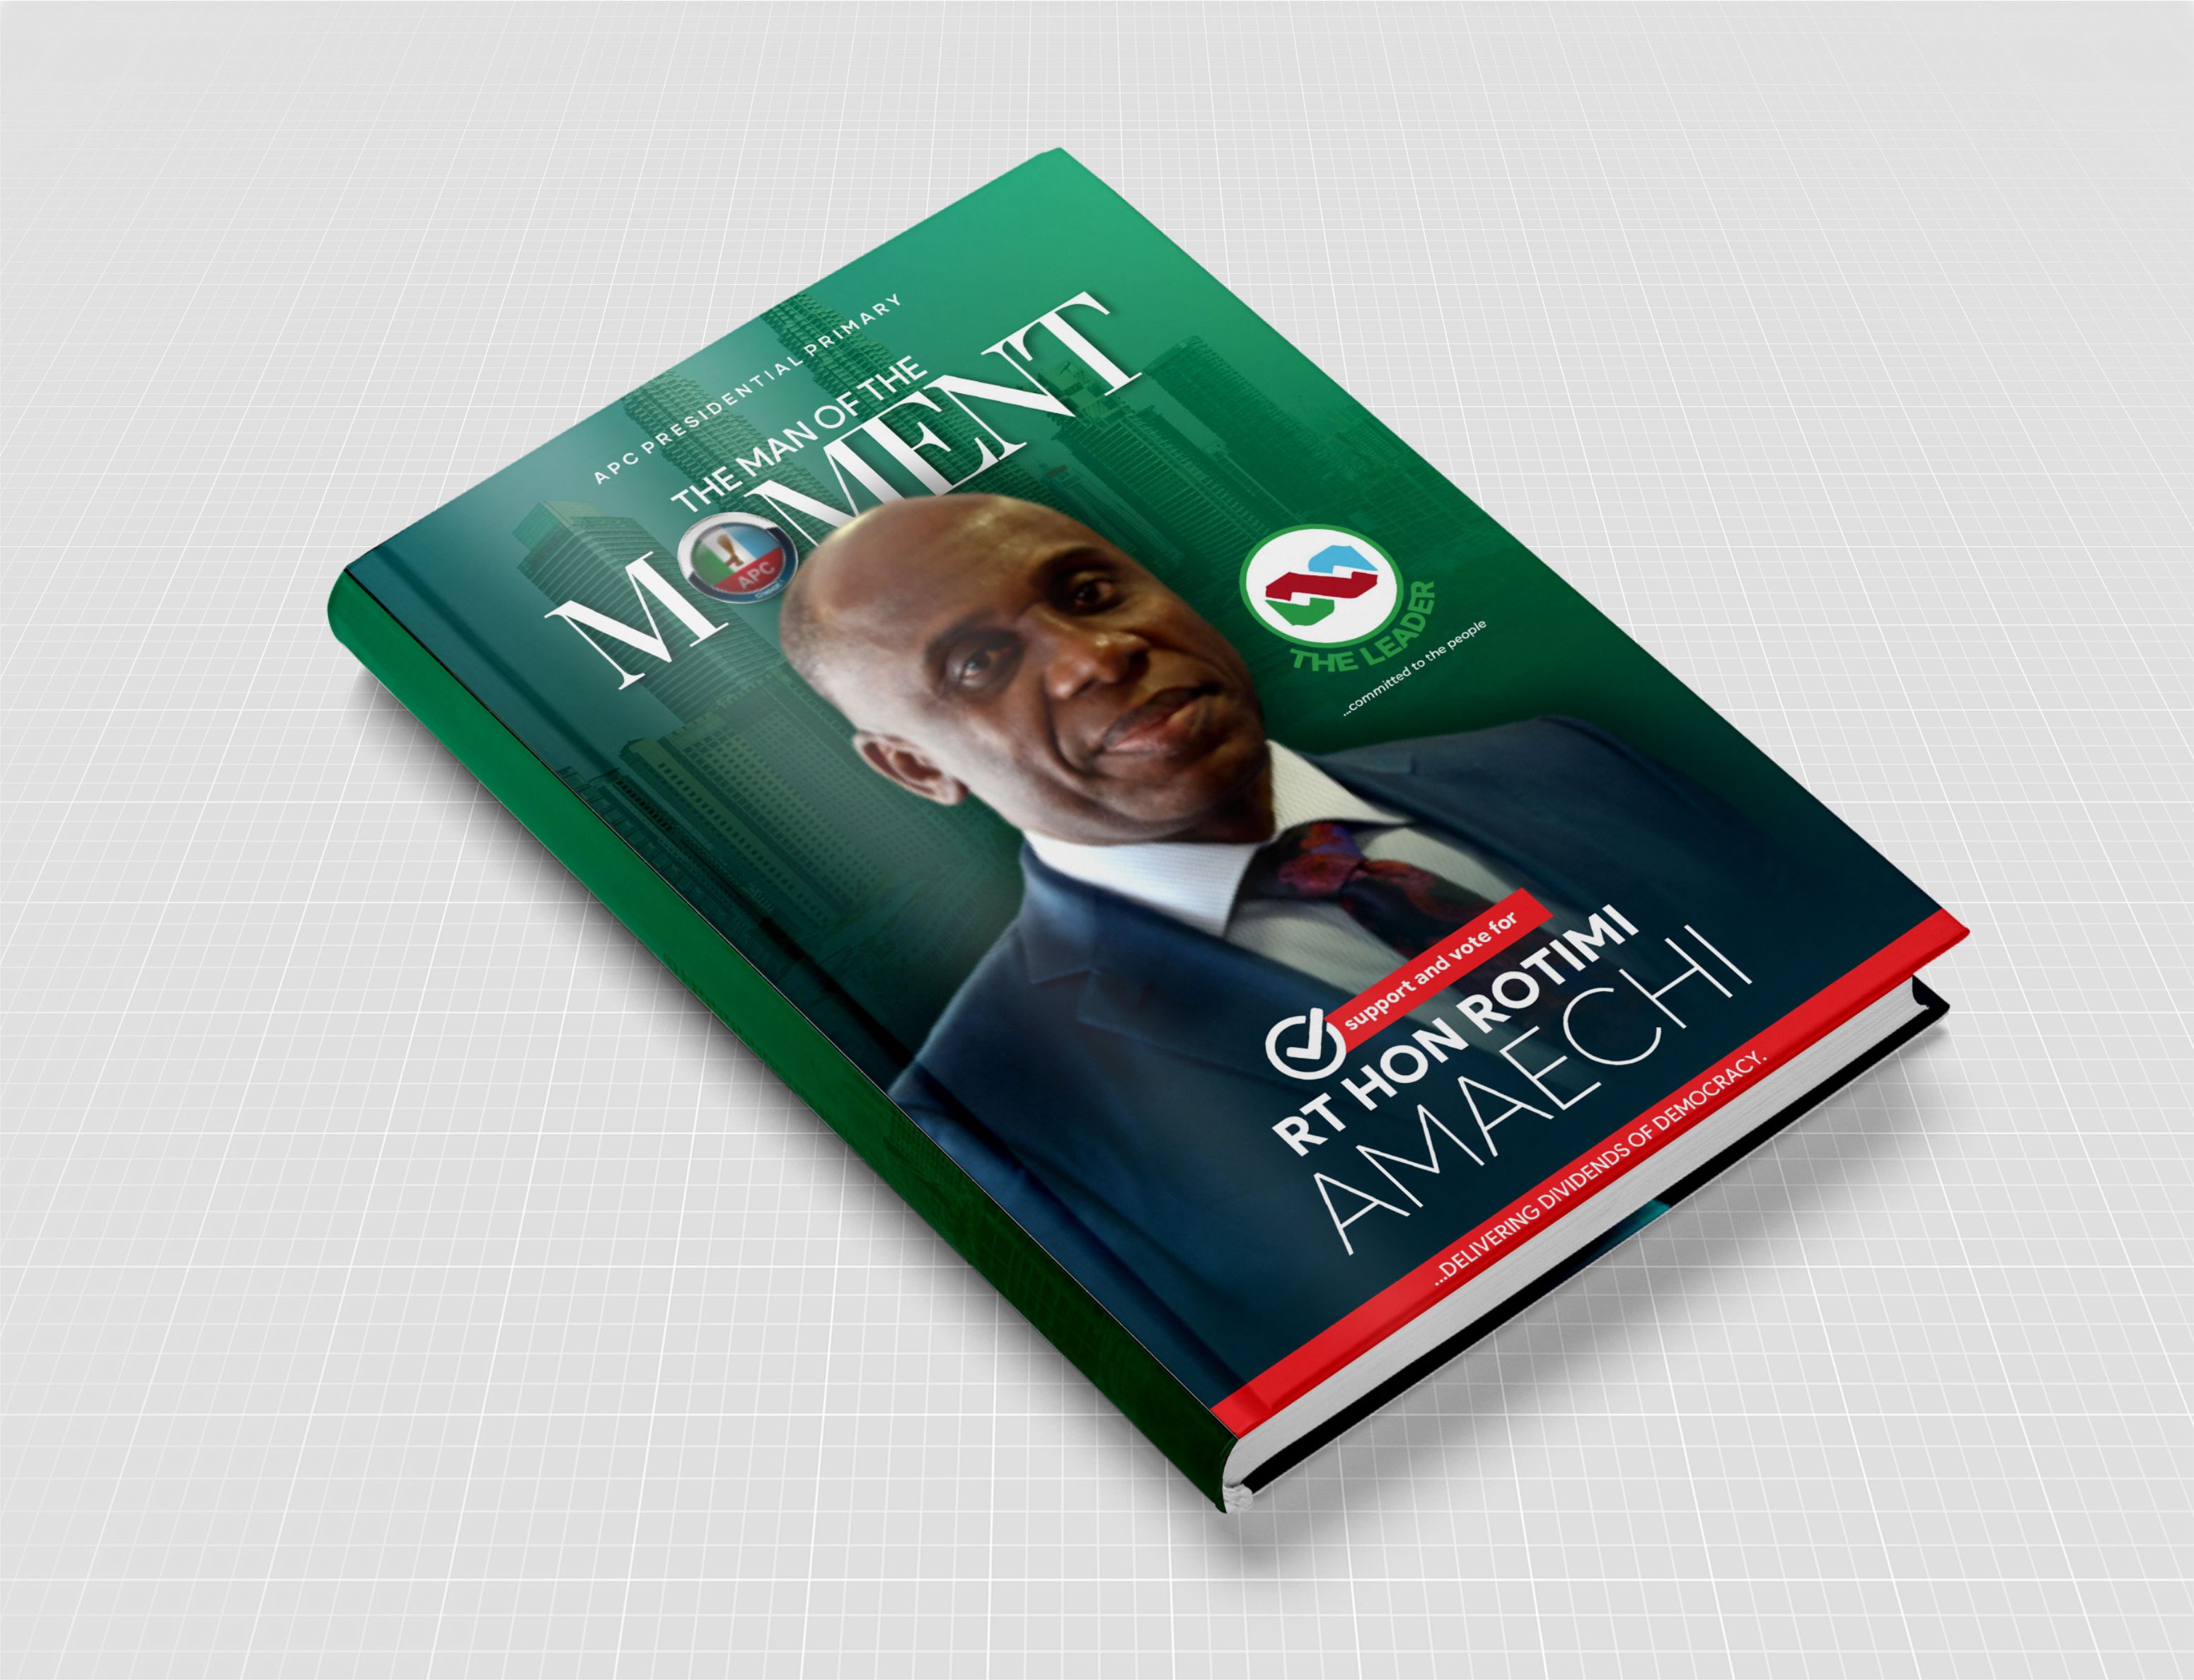 APC PRESIDENTIAL PRIMARY
THE MAN OF THE
MOMENT
APC
THE LEADER
...committed to the people
support and vote for
RT HON ROTIMI
AMAECHI
...DELIVERING DIVIDENDS OF DEMOCRACY.